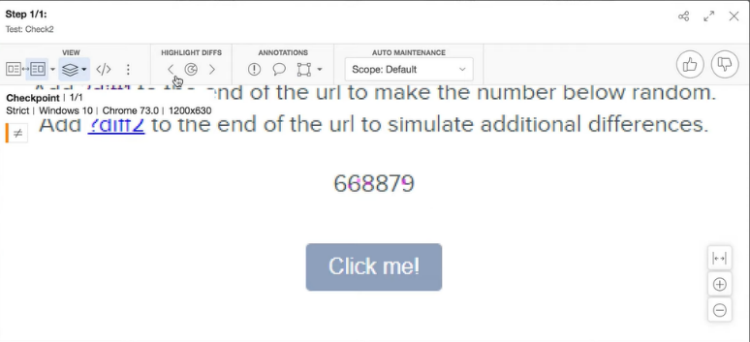 Step 1/1:
Test: Check2
VIEW
HIGHLIGHT DIFFS
ANNOTATIONS
AUTO MAINTENANCE
Scope: Default
Checkpoint | 1/1
Strict | Windows 10 | Chrome 73.0 | 1200x630
end of the url to make the number below random.
Add ?diff2 to the end of the url to simulate additional differences.
668879
Click me!